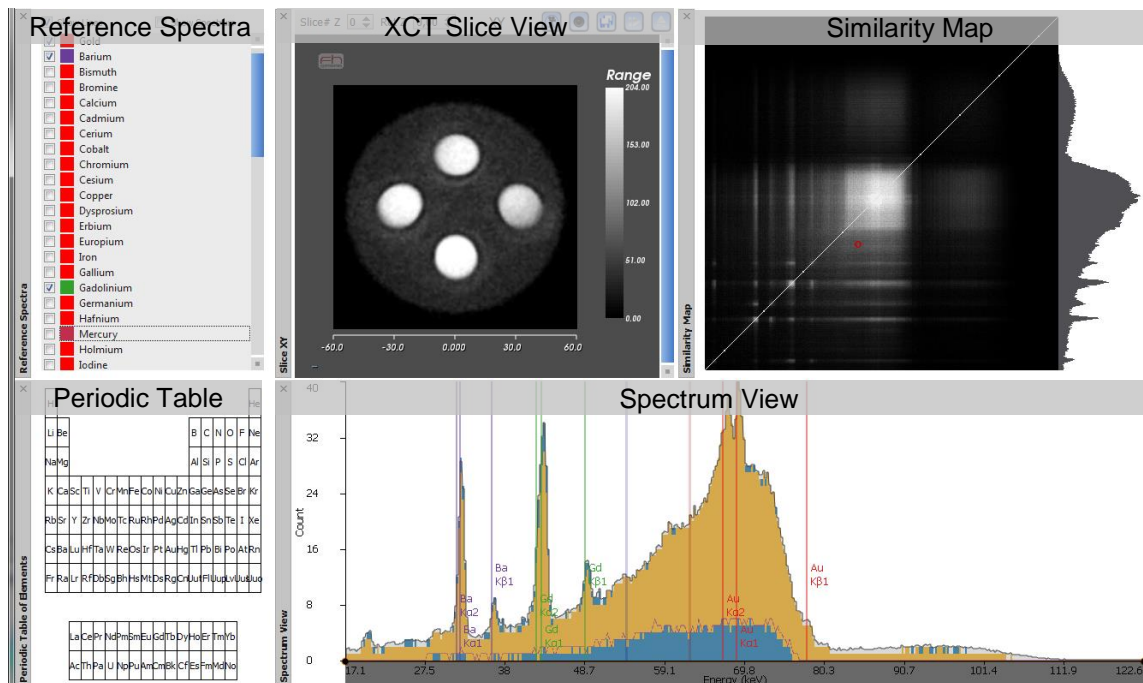 Reference Spectra
Gold
Barium
Bismuth
Bromine
Calcium
Cadmium
Cerium
Cobalt
Chromium
Cesium
Copper
Dysprosium
Erbium
Europium
Iron
Gallium
Gadolinium
Germanium
Hafnium
Mercury
Holmium
Iodine
Reference Spectra
XCT Slice View
Slice# Z 0
XY
Range
204.00
153.00
102.00
51.00
0.00
-60.0 -30.0 0.000 30.0 60.0
Slice XY
Similarity Map
Similarity Map
Periodic Table
H He
Li Be B C N O F Ne
Na Mg Al Si P S Cl Ar
K Ca Sc Ti V Cr Mn Fe Co Ni Cu Zn Ga Ge As Se Br Kr
Rb Sr Y Zr Nb Mo Tc Ru Rh Pd Ag Cd In Sn Sb Te I Xe
Cs Ba Lu Hf Ta W Re Os Ir Pt Au Hg Tl Pb Bi Po At Rn
Fr Ra Lr Rf Db Sg Bh Hs Mt Ds Rg Cn Uut Fl Uup Lv Uus Uuo
La Ce Pr Nd Pm Sm Eu Gd Tb Dy Ho Er Tm Yb
Ac Th Pa U Np Pu Am Cm Bk Cf Es Fm Md No
Periodic Table of Elements
Spectrum View
40
32
24
16
8
0
Count
Ba
Kβ1
Gd
Kβ1
Au
Kβ1
Ba
Kα2
Gd
Kα2
Au
Kα2
Ba
Kα1
Gd
Kα1
Au
Kα1
17.1 27.5 38 48.7 59.1 69.8 80.3 90.7 101.4 111.9 122.6
Energy (keV)
Spectrum View